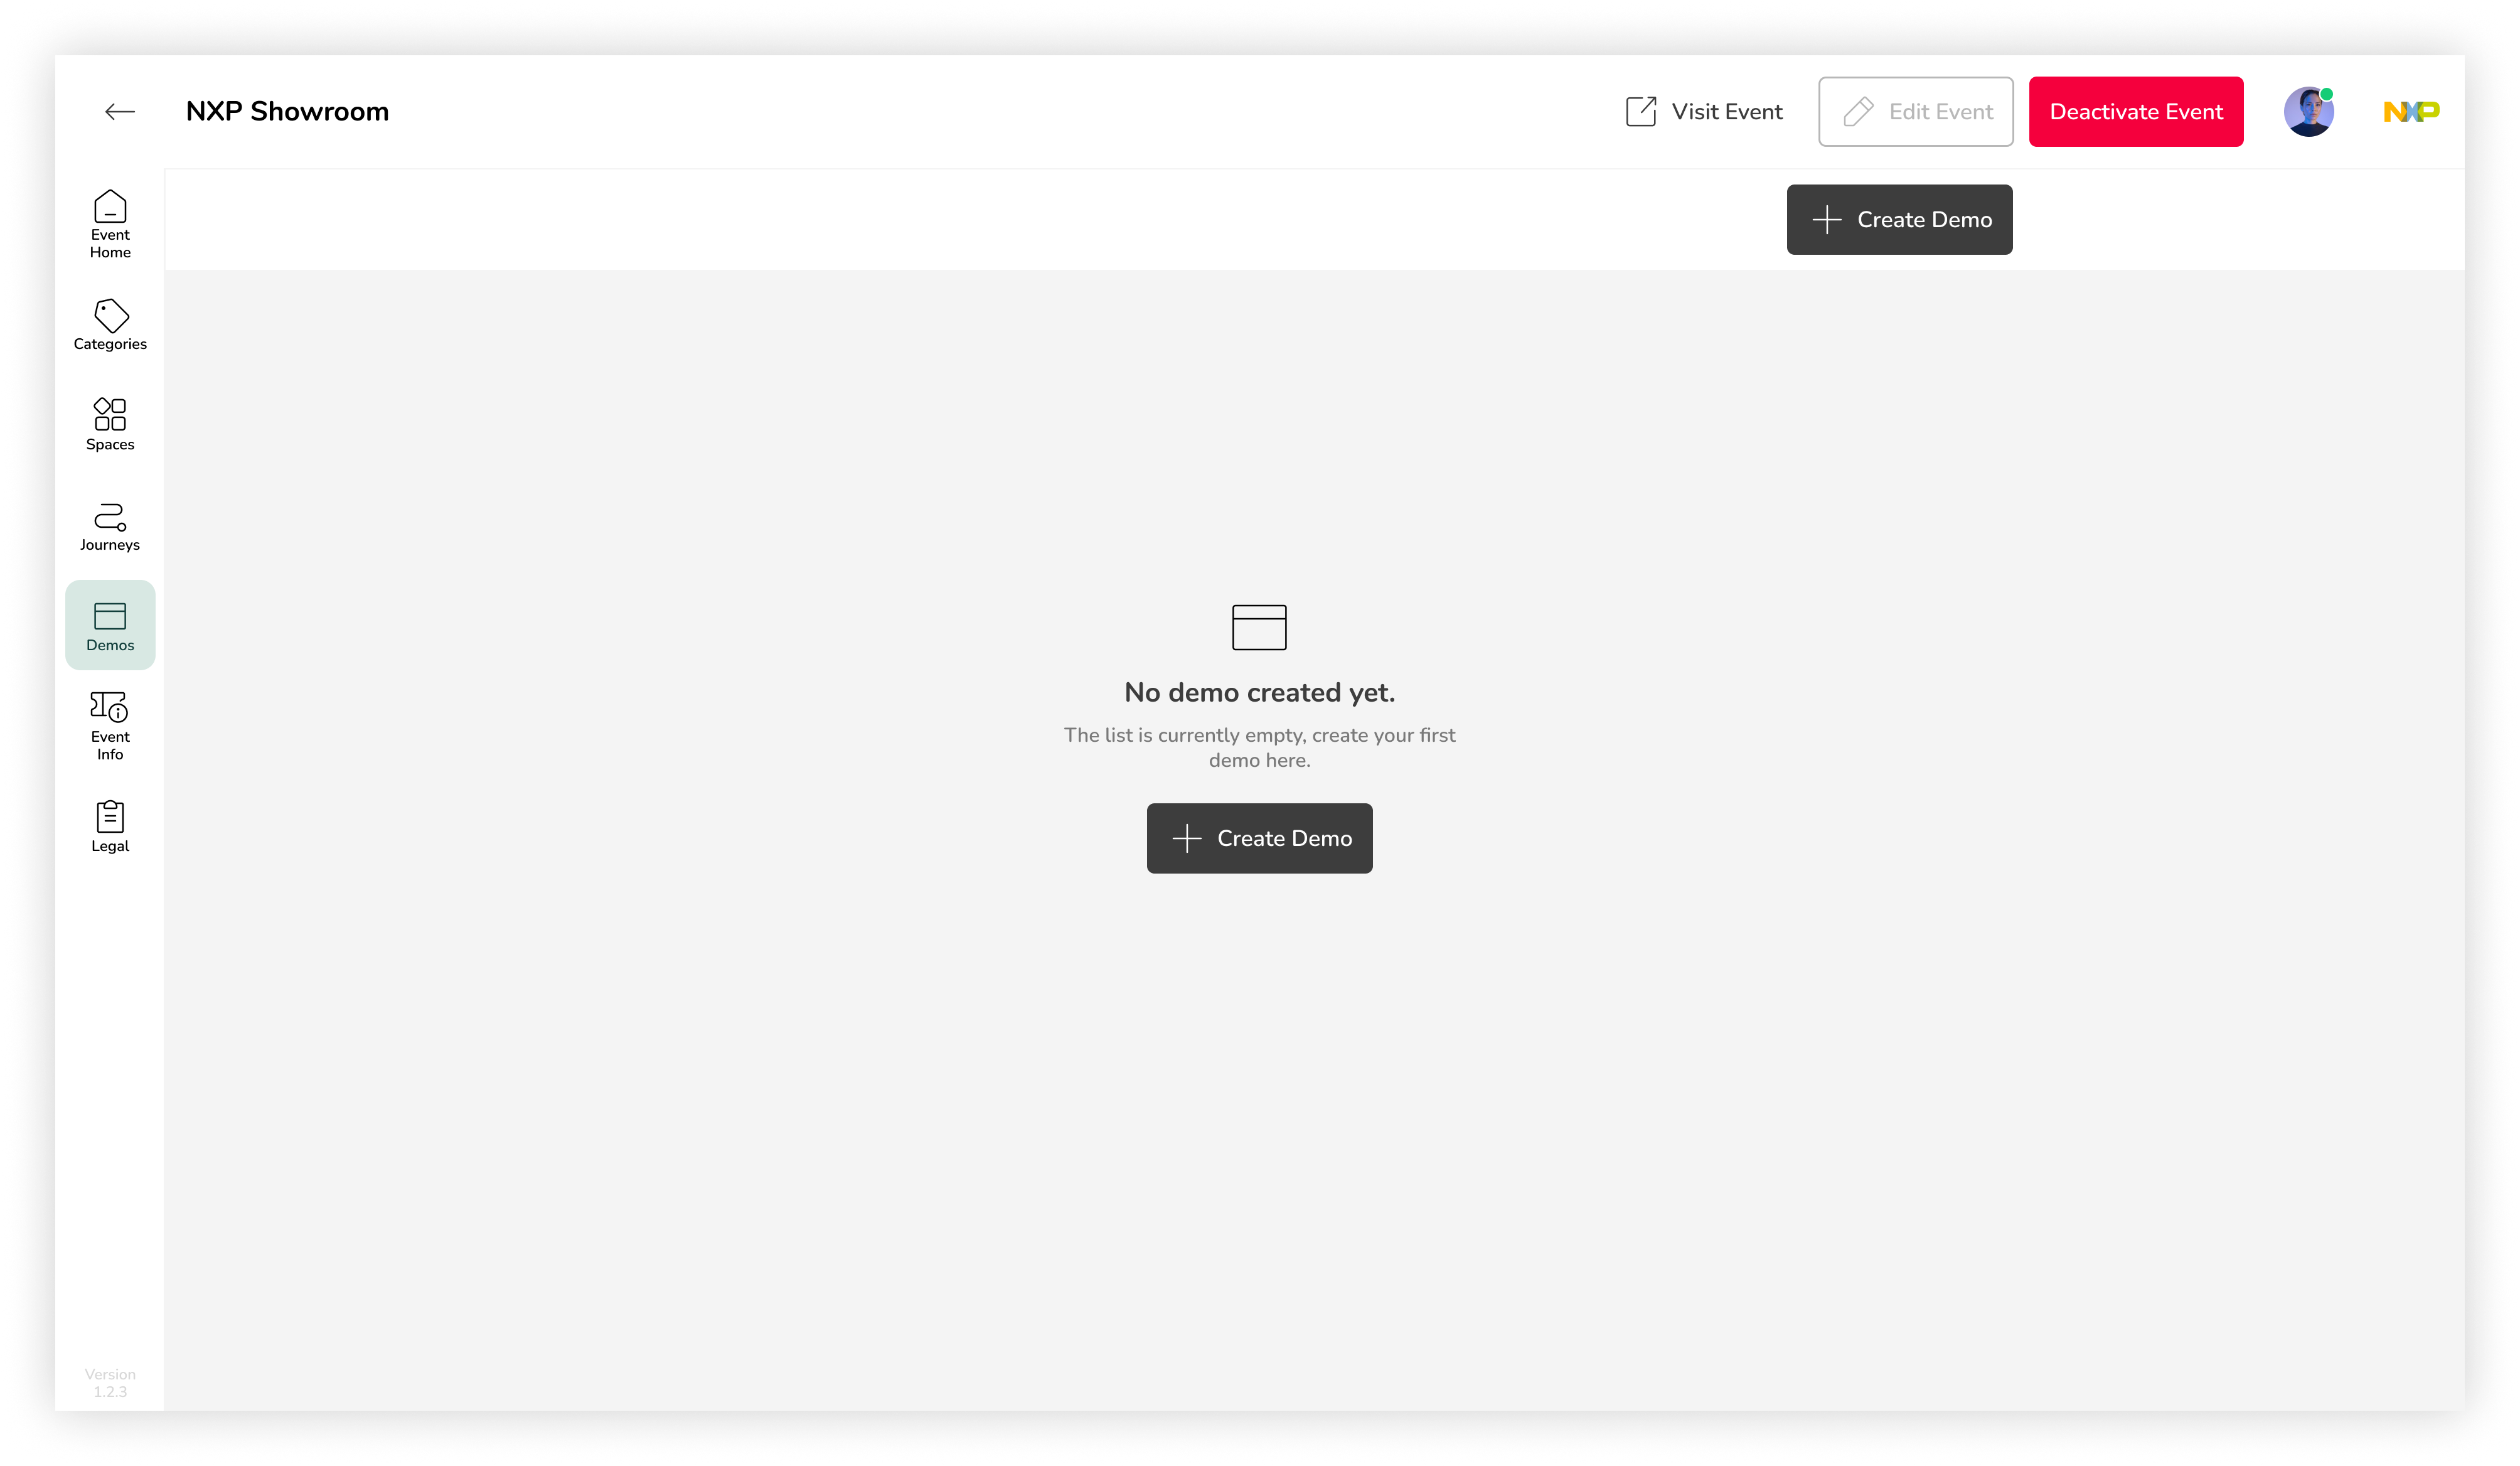 NXP Showroom
Visit Event
Edit Event
Deactivate Event
NXP
Create Demo
Event
Home
Categories
Spaces
Journeys
Demos
Event
Info
Legal
No demo created yet.
The list is currently empty, create your first
demo here.
Create Demo
Version
1.2.3